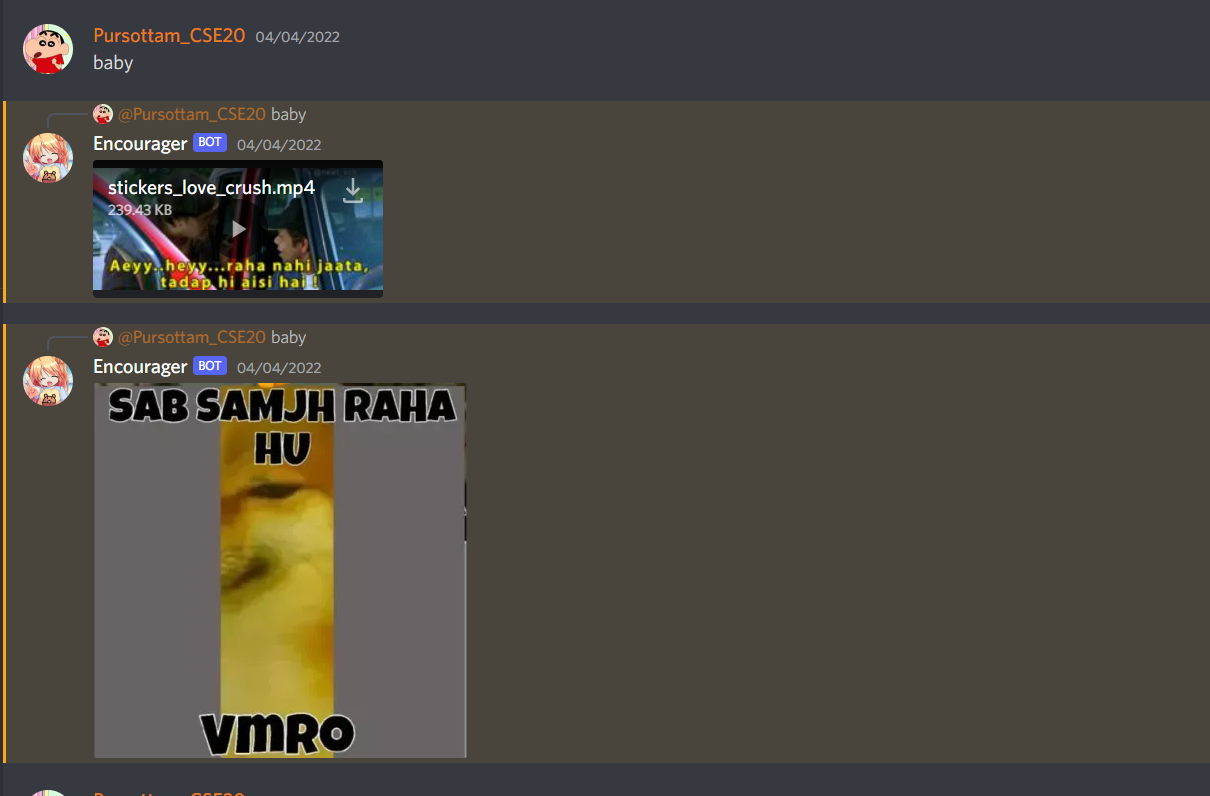 Pursottam_CSE20 04/04/2022
baby
@Pursottam_CSE20 baby
Encourager BOT 04/04/2022
stickers_love_crush.mp4
239.43 KB
Aeyy..heyy...raha nahi jaata,
tadap hi aisi hai !
@Pursottam_CSE20 baby
Encourager BOT 04/04/2022
SAB SAMJH RAHA
HU
VMRO